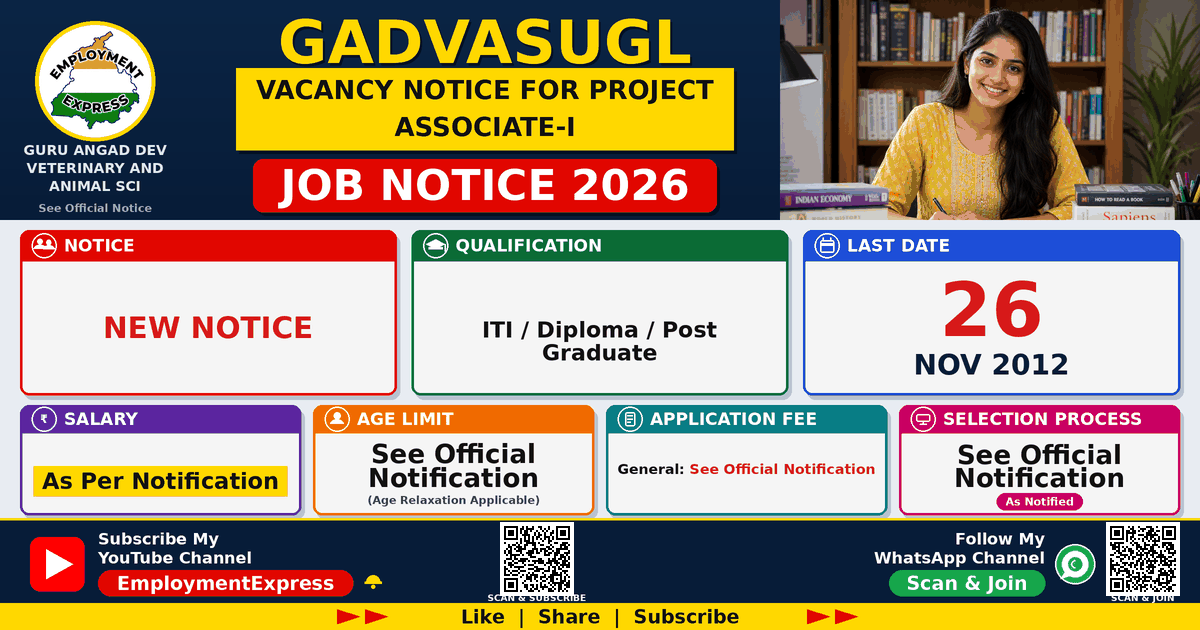 EMPLOYMENT
EXPRESS
GURU ANGAD DEV
VETERINARY AND
ANIMAL SCI
See Official Notice
GADVASUGL
VACANCY NOTICE FOR PROJECT
ASSOCIATE-I
JOB NOTICE 2026
INDIAN ECONOMY
WORLD HISTORY
HOW TO READ A BOOK
Sapiens
NOTICE
NEW NOTICE
QUALIFICATION
ITI / Diploma / Post
Graduate
LAST DATE
26
NOV 2012
₹ SALARY
As Per Notification
AGE LIMIT
See Official
Notification
(Age Relaxation Applicable)
APPLICATION FEE
General: See Official Notification
SELECTION PROCESS
See Official
Notification
As Notified
Subscribe My
YouTube Channel
EmploymentExpress
SCAN & SUBSCRIBE
Follow My
WhatsApp Channel
Scan & Join
SCAN & JOIN
Like | Share | Subscribe